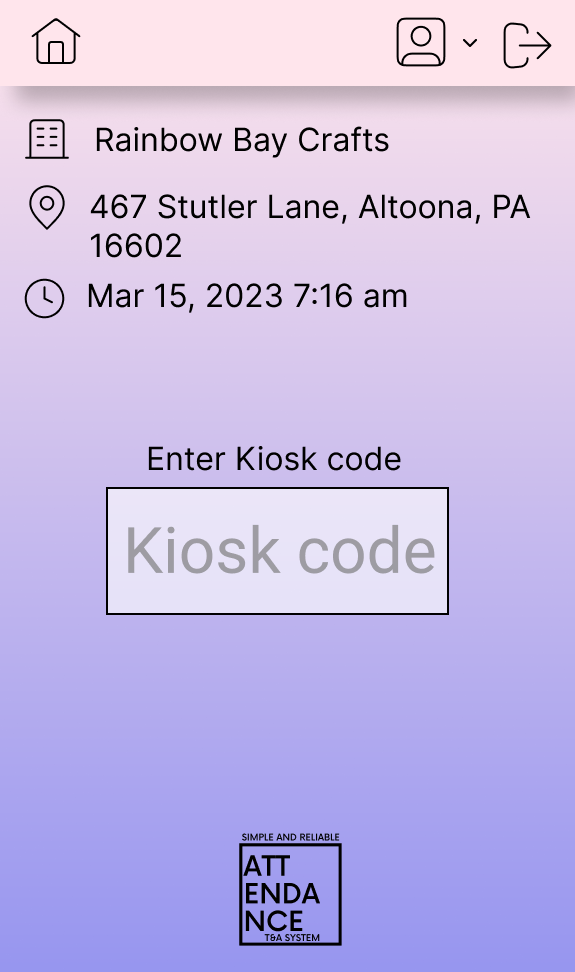 Rainbow Bay Crafts
467 Stutler Lane, Altoona, PA
16602
Mar 15, 2023 7:16 am
Enter Kiosk code
Kiosk code
SIMPLE AND RELIABLE
ATT
ENDA
NCE
T&A SYSTEM